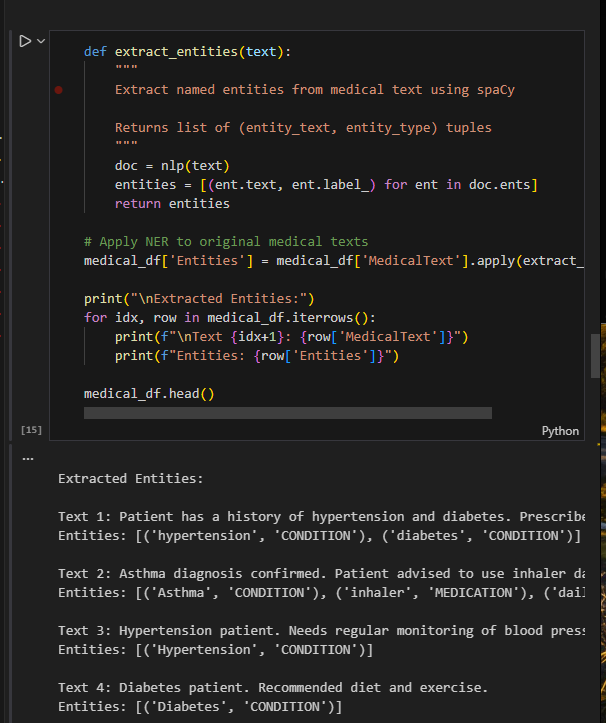 def extract_entities(text):
"""
Extract named entities from medical text using spaCy
Returns list of (entity_text, entity_type) tuples
"""
doc = nlp(text)
entities = [(ent.text, ent.label_) for ent in doc.ents]
return entities
# Apply NER to original medical texts
medical_df['Entities'] = medical_df['MedicalText'].apply(extract_
print("\nExtracted Entities:")
for idx, row in medical_df.iterrows():
print(f"\nText {idx+1}: {row['MedicalText']}")
print(f"Entities: {row['Entities']}")
medical_df.head()
[15]
Python
...
Extracted Entities:
Text 1: Patient has a history of hypertension and diabetes. Prescribe
Entities: [('hypertension', 'CONDITION'), ('diabetes', 'CONDITION')]
Text 2: Asthma diagnosis confirmed. Patient advised to use inhaler da
Entities: [('Asthma', 'CONDITION'), ('inhaler', 'MEDICATION'), ('dail
Text 3: Hypertension patient. Needs regular monitoring of blood press
Entities: [('Hypertension', 'CONDITION')]
Text 4: Diabetes patient. Recommended diet and exercise.
Entities: [('Diabetes', 'CONDITION')]